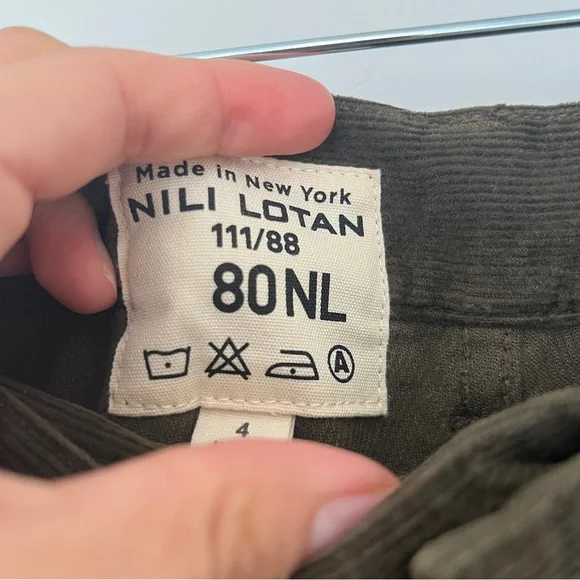 Made in New York
NILI LOTAN
111/88
80NL
A
4